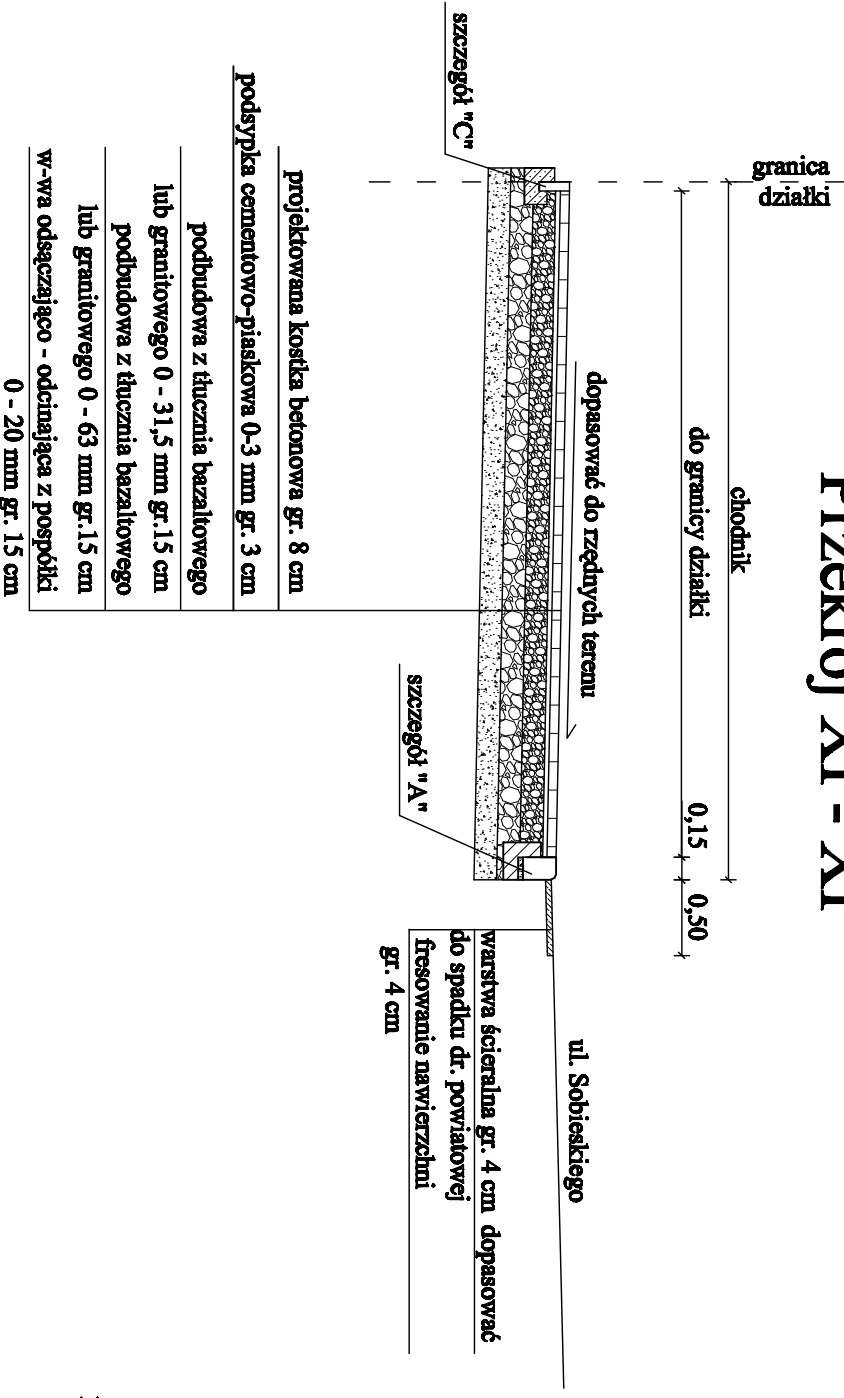 Przekrój XI - XI
granica
działki
chodnik
do granicy działki
0,15
0,50
dopasować do rzędnych terenu
ul. Sobieskiego
szczegół "C"
szczegół "A"
warstwa ścieralna gr. 4 cm dopasować
do spadku dr. powiatowej
fresowanie nawierzchni
gr. 4 cm
projektowana kostka betonowa gr. 8 cm
podsypka cementowo-piaskowa 0-3 mm gr. 3 cm
podbudowa z tłucznia bazaltowego
lub granitowego 0 - 31,5 mm gr.15 cm
podbudowa z tłucznia bazaltowego
lub granitowego 0 - 63 mm gr.15 cm
w-wa odsączająco - odcinająca z pospółki
0 - 20 mm gr. 15 cm